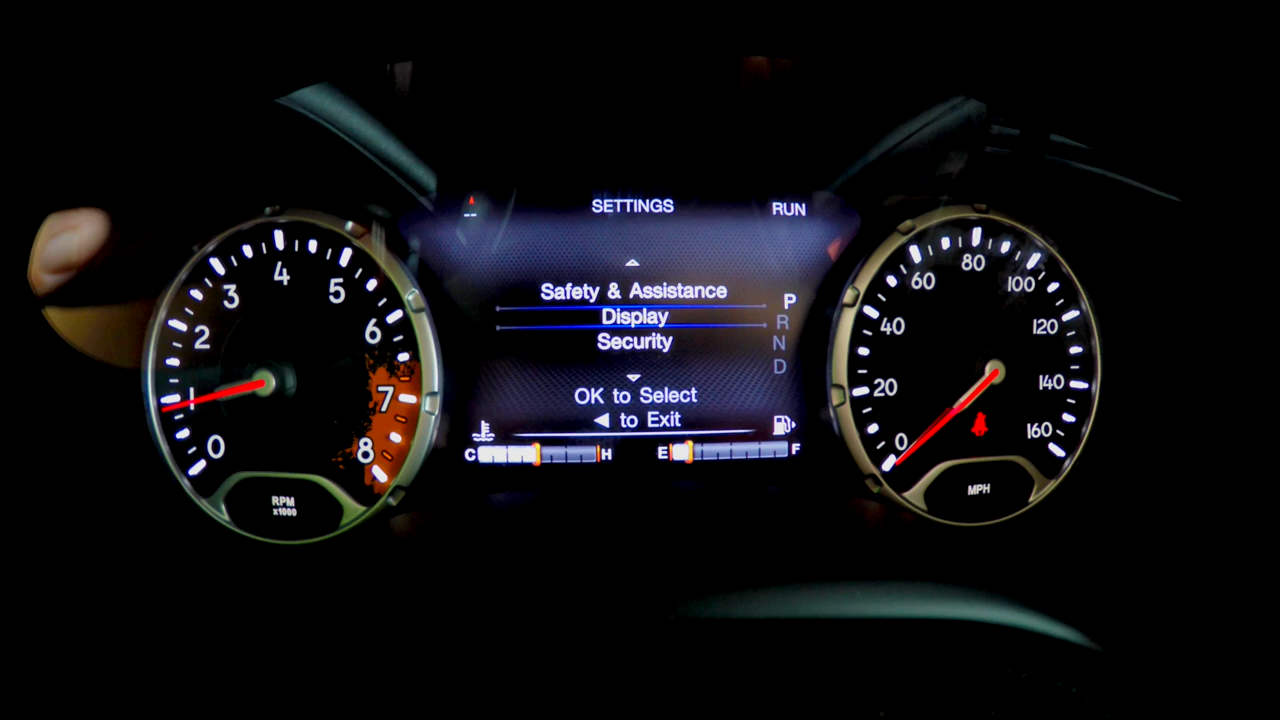 SETTINGS
RUN
Safety & Assistance
Display
Security
OK to Select
◀ to Exit
P
R
N
D
C
H
E
F
0
1
2
3
4
5
6
7
8
RPM
x1000
0
20
40
60
80
100
120
140
160
MPH